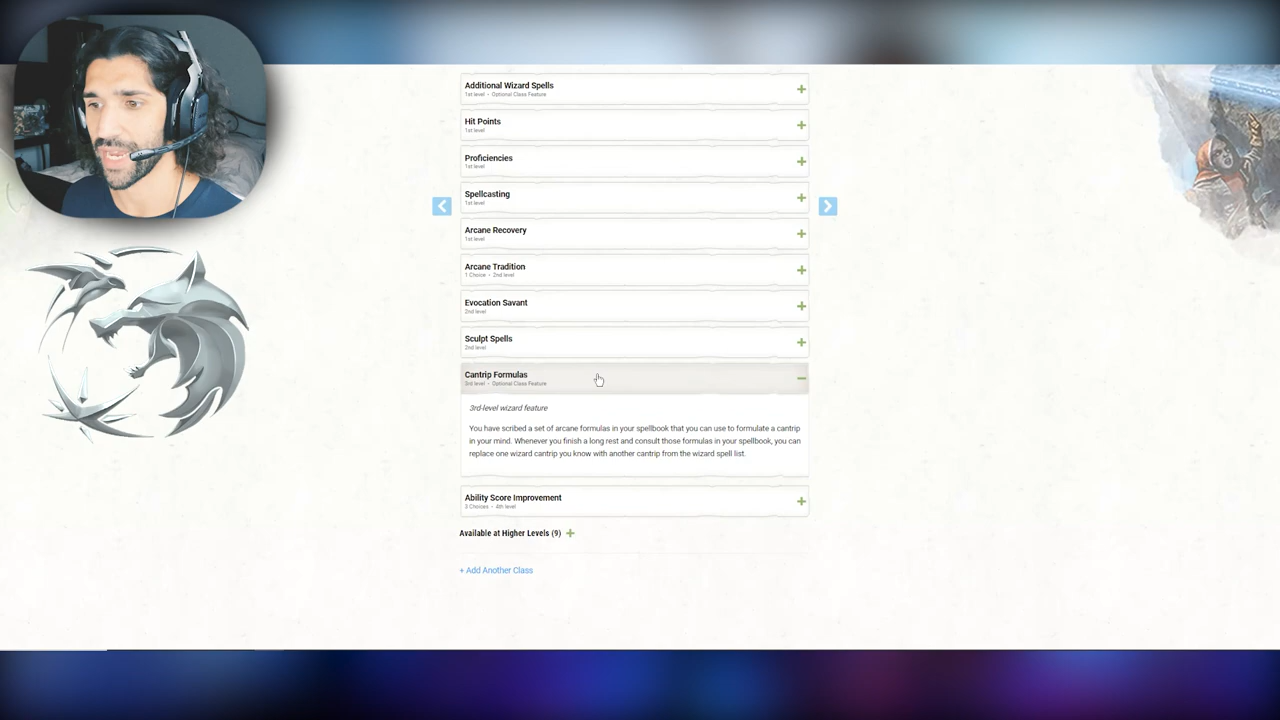 Additional Wizard Spells
1st level • Optional Class Feature
Hit Points
1st level
Proficiencies
1st level
Spellcasting
1st level
Arcane Recovery
1st level
Arcane Tradition
1 Choice • 2nd level
Evocation Savant
2nd level
Sculpt Spells
2nd level
Cantrip Formulas
3rd level • Optional Class Feature
3rd-level wizard feature
You have scribed a set of arcane formulas in your spellbook that you can use to formulate a cantrip
in your mind. Whenever you finish a long rest and consult those formulas in your spellbook, you can
replace one wizard cantrip you know with another cantrip from the wizard spell list.
Ability Score Improvement
3 Choices • 4th level
Available at Higher Levels (9)
+ Add Another Class